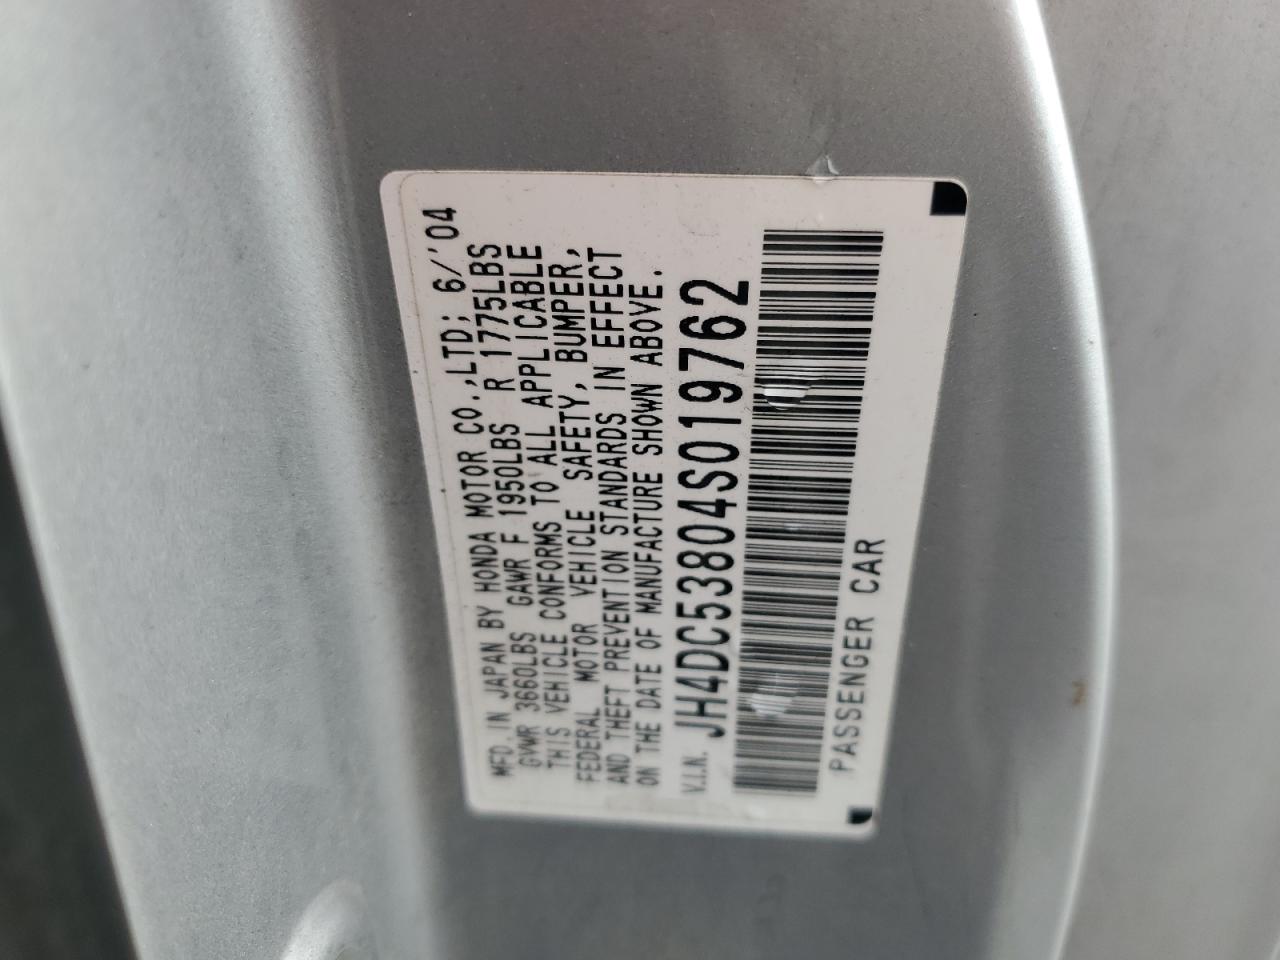 MFD. IN JAPAN BY HONDA MOTOR CO.,LTD; 6/'04
GVWR 3660LBS GAWR F 1950LBS R 1775LBS
THIS VEHICLE CONFORMS TO ALL APPLICABLE
FEDERAL MOTOR VEHICLE SAFETY, BUMPER,
AND THEFT PREVENTION STANDARDS IN EFFECT
ON THE DATE OF MANUFACTURE SHOWN ABOVE.
V.I.N. JH4DC53804S019762
PASSENGER CAR